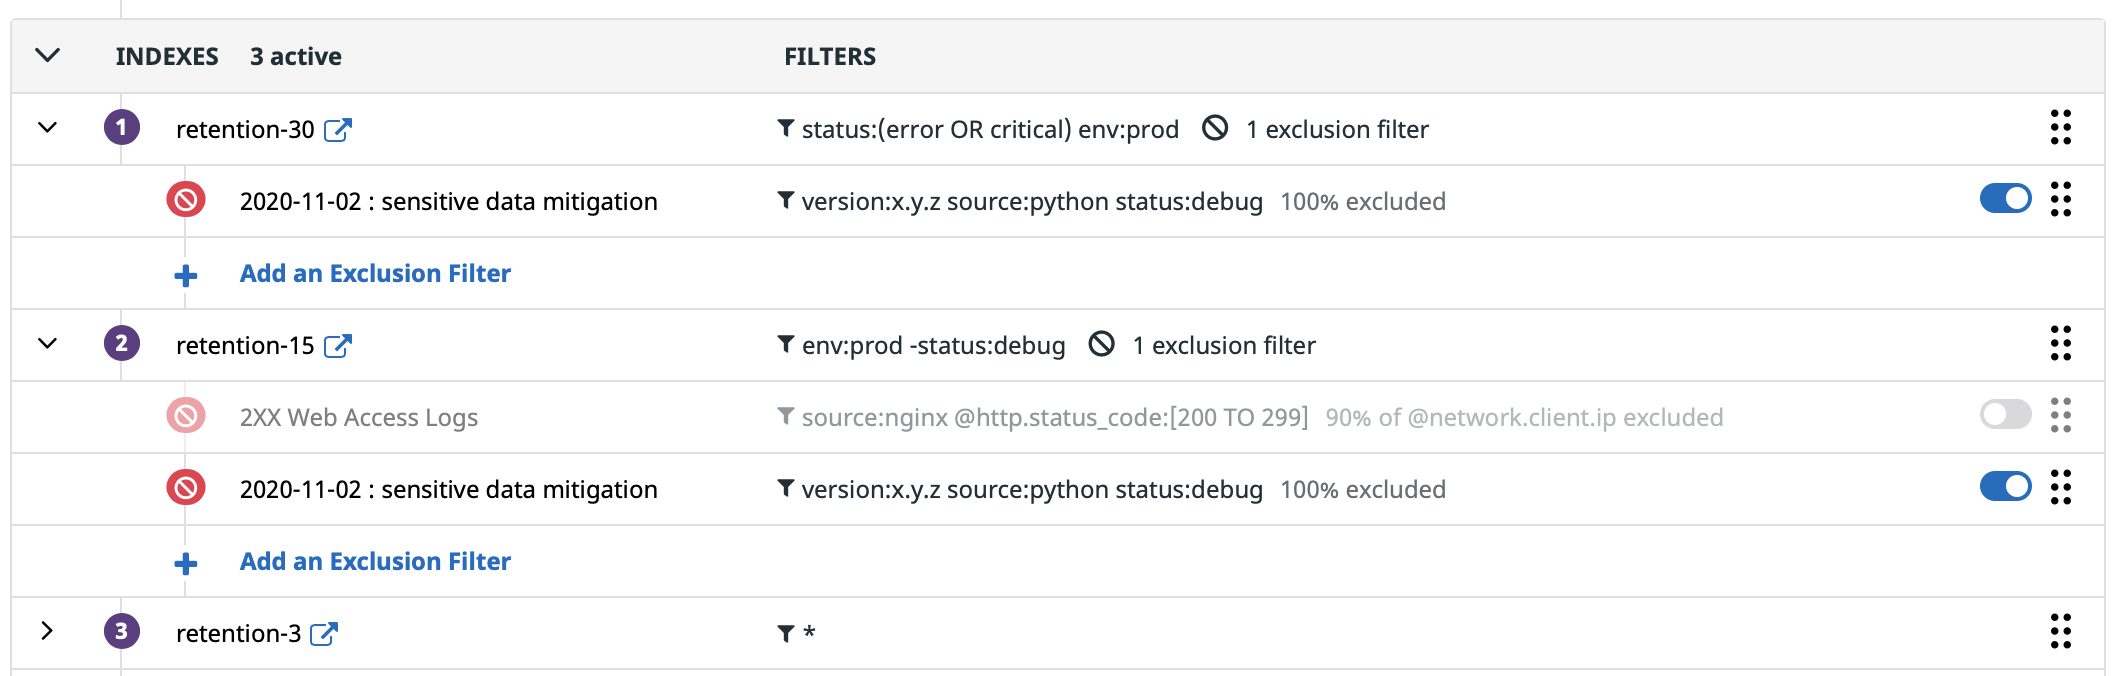 INDEXES 3 active FILTERS
1 retention-30 status:(error OR critical) env:prod 1 exclusion filter
2020-11-02 : sensitive data mitigation version:x.y.z source:python status:debug 100% excluded
Add an Exclusion Filter
2 retention-15 env:prod -status:debug 1 exclusion filter
2XX Web Access Logs source:nginx @http.status_code:[200 TO 299] 90% of @network.client.ip excluded
2020-11-02 : sensitive data mitigation version:x.y.z source:python status:debug 100% excluded
Add an Exclusion Filter
3 retention-3 *